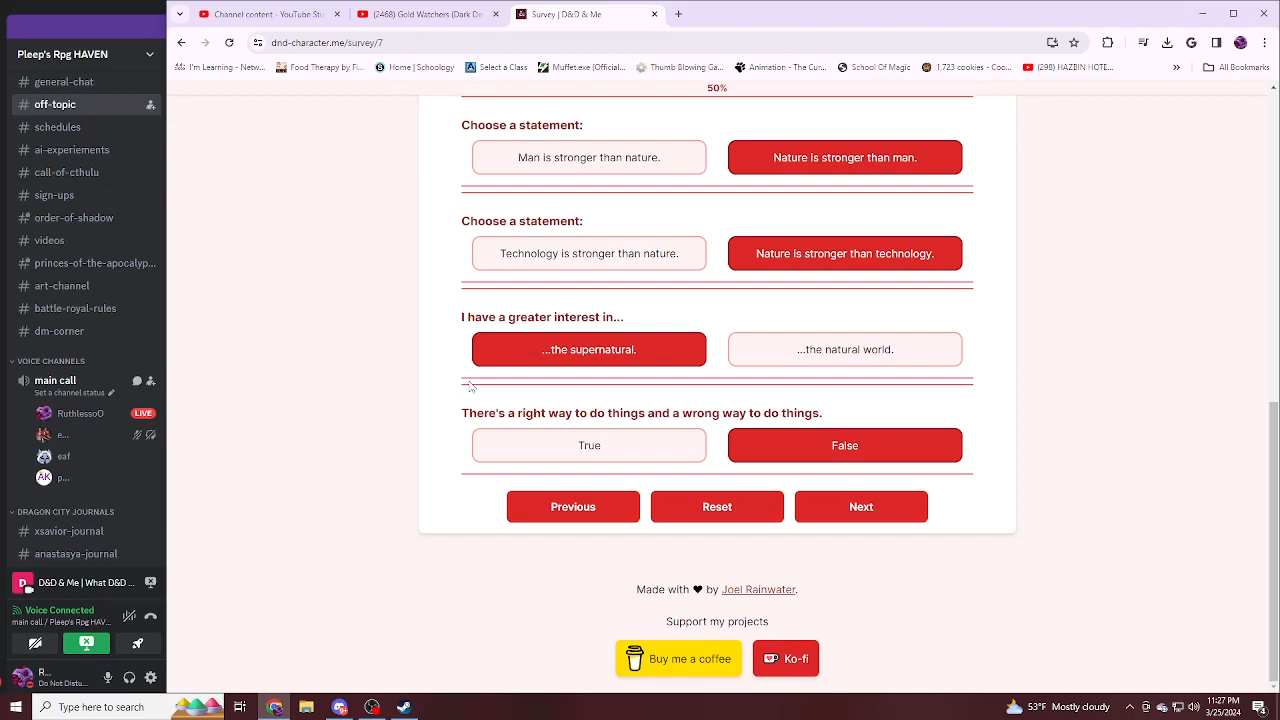 Channel content - YouTube Stu
(2468) Gold Watchers (Dark De
Survey | D&D & Me
dnd-character.me/survey/7
I'm Learning - Netw...
Food Therapy by Fi...
Home | Schoology
Select a Class
Muffet.exe(Official...
Thumb Blowing Ga...
Animation - The Cur...
School Of Magic
1,723 cookies - Coo...
(298) HAZBIN HOTE...
All Bookmarks
Pleep's Rpg HAVEN
general-chat
off-topic
schedules
ai-experiments
call-of-cthulu
sign-ups
order-of-shadow
videos
princes-of-the-apocalyp...
art-channel
battle-royal-rules
dm-corner
VOICE CHANNELS
main call
Set a channel status
RuthlessO
LIVE
e..
eaf
AK
p...
DRAGON CITY JOURNALS
xsavior-journal
anastasya-journal
D
D&D & Me | What D&D ...
Voice Connected
main call / Pleep's Rpg HAV...
R...
Do Not Distu...
50%
Choose a statement:
Man is stronger than nature.
Nature is stronger than man.
Choose a statement:
Technology is stronger than nature.
Nature is stronger than technology.
I have a greater interest in...
...the supernatural.
...the natural world.
There's a right way to do things and a wrong way to do things.
True
False
Previous
Reset
Next
Made with ♥ by Joel Rainwater.
Support my projects
Buy me a coffee
Ko-fi
Type here to search
53°F Mostly cloudy
11:27 PM
3/25/2024